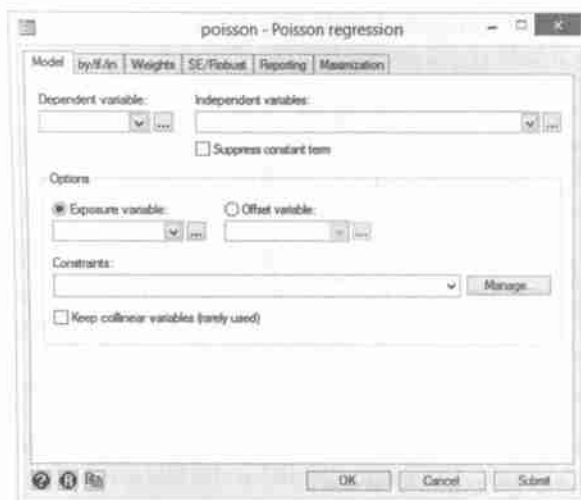 poisson - Poisson regression
Model by/if/in Weights SE/Robust Reporting Maximization
Dependent variable: Independent variables:
...
...
Suppress constant term
Options
Exposure variable: Offset variable:
... ...
Constraints:
Manage...
Keep collinear variables (rarely used)
? R
OK Cancel Submit